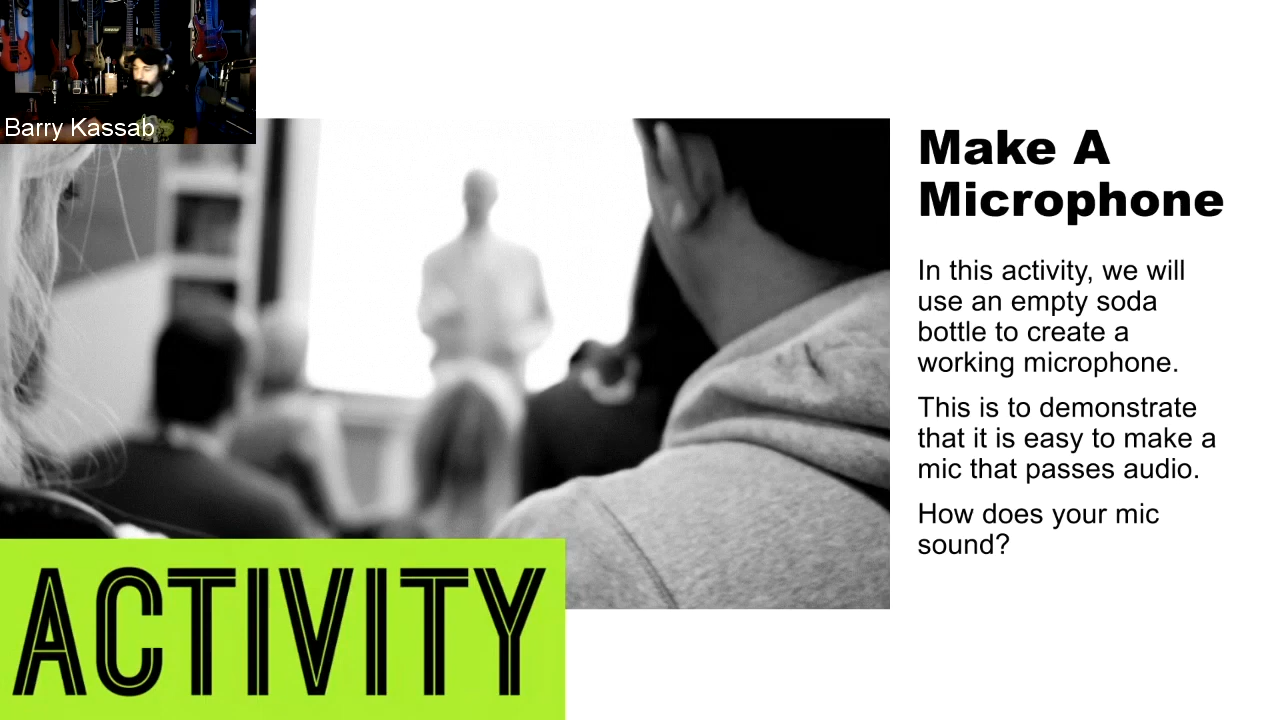 Barry Kassab
Make A
Microphone
In this activity, we will
use an empty soda
bottle to create a
working microphone.
This is to demonstrate
that it is easy to make a
mic that passes audio.
How does your mic
sound?
ACTIVITY